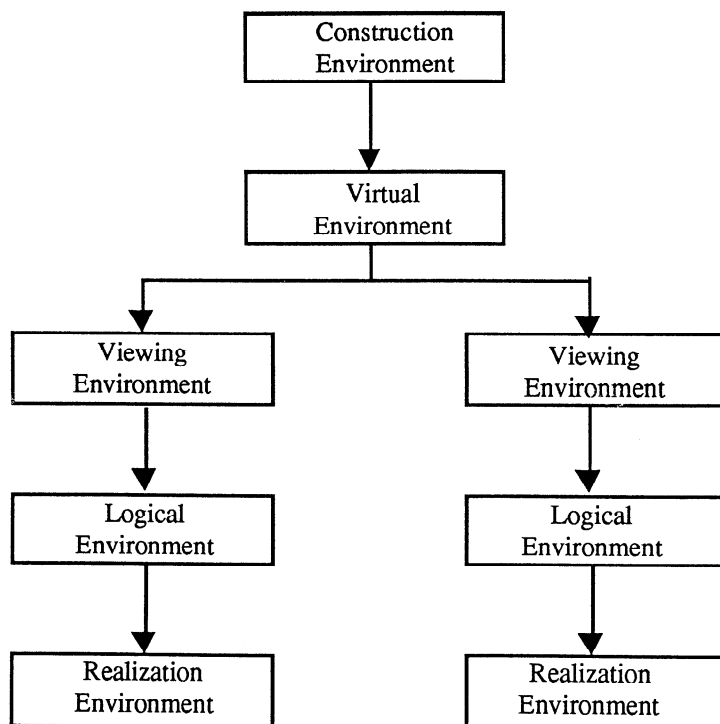 Construction
Environment
Virtual
Environment
Viewing
Environment
Viewing
Environment
Logical
Environment
Logical
Environment
Realization
Environment
Realization
Environment